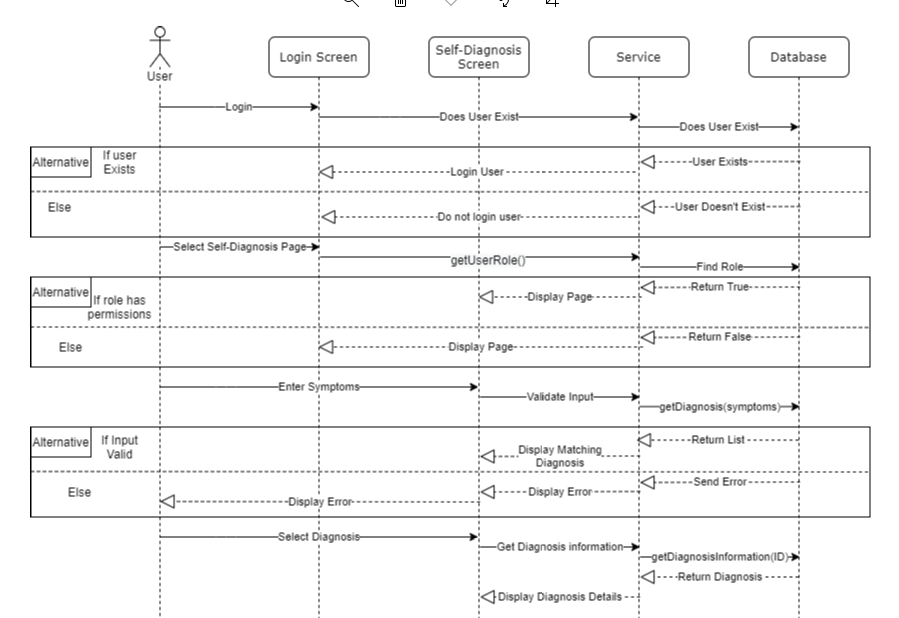 User
Login Screen
Self-Diagnosis
Screen
Service
Database
Login
Does User Exist
Does User Exist
Alternative
If user
Exists
User Exists
Login User
Else
User Doesn't Exist
Do not login user
Select Self-Diagnosis Page
getUserRole()
Find Role
Alternative
If role has
permissions
Return True
Display Page
Else
Return False
Display Page
Enter Symptoms
Validate Input
getDiagnosis(symptoms)
Alternative
If Input
Valid
Return List
Display Matching
Diagnosis
Else
Send Error
Display Error
Display Error
Select Diagnosis
Get Diagnosis information
getDiagnosisInformation(ID)
Return Diagnosis
Display Diagnosis Details